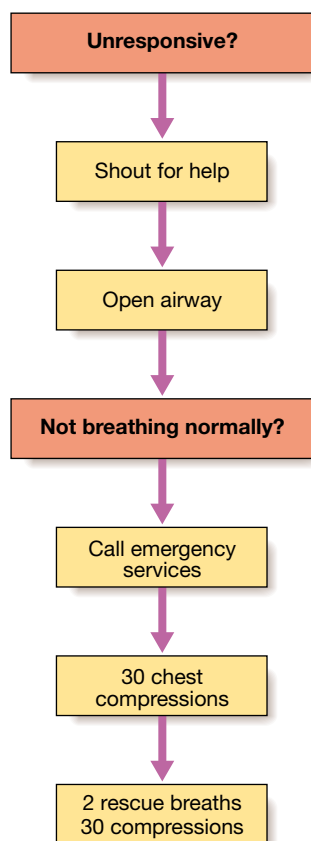 Unresponsive?
Shout for help
Open airway
Not breathing normally?
Call emergency
services
30 chest
compressions
2 rescue breaths
30 compressions